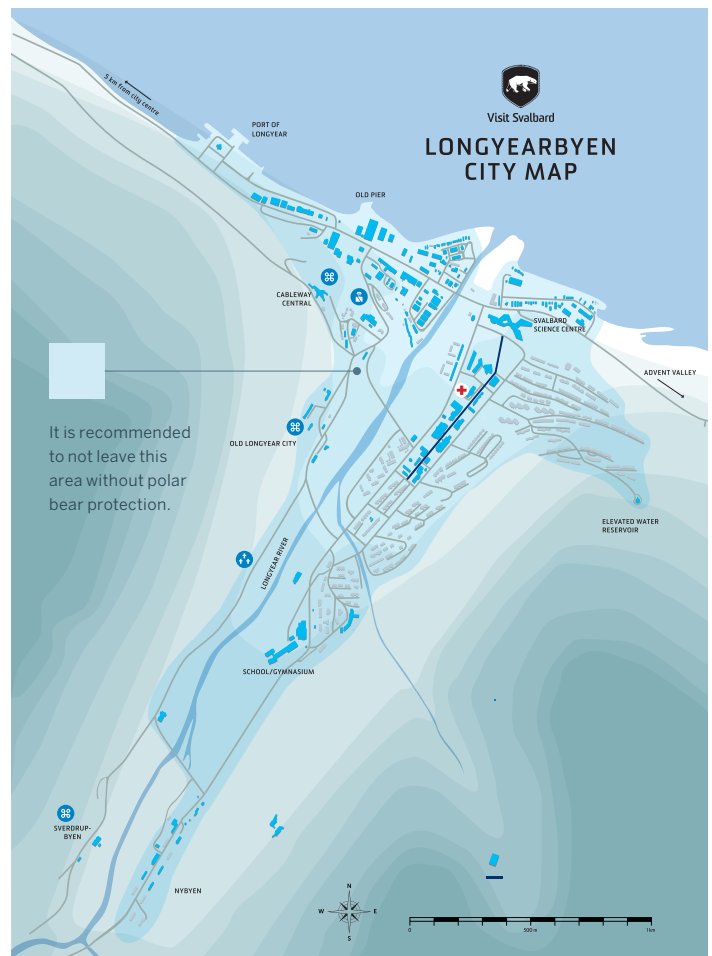 5 km from city centre
PORT OF
LONGYEAR
Visit Svalbard
LONGYEARBYEN
CITY MAP
OLD PIER
CABLEWAY
CENTRAL
SVALBARD
SCIENCE CENTRE
ADVENT VALLEY
It is recommended
to not leave this
area without polar
bear protection.
OLD LONGYEAR CITY
ELEVATED WATER
RESERVOIR
LONGYEAR RIVER
SCHOOL/GYMNASIUM
SVERDRUP-
BYEN
NYBYEN
N
W
E
S
0
500 m
1km